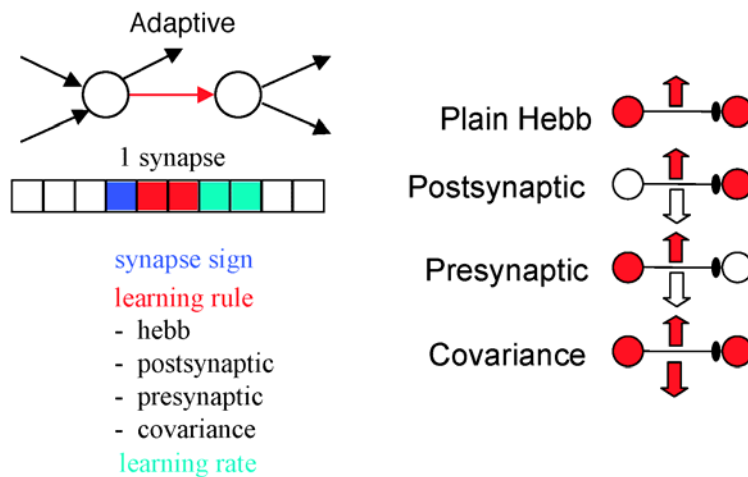 Adaptive
1 synapse
synapse sign
learning rule
- hebb
- postsynaptic
- presynaptic
- covariance
learning rate
Plain Hebb
Postsynaptic
Presynaptic
Covariance